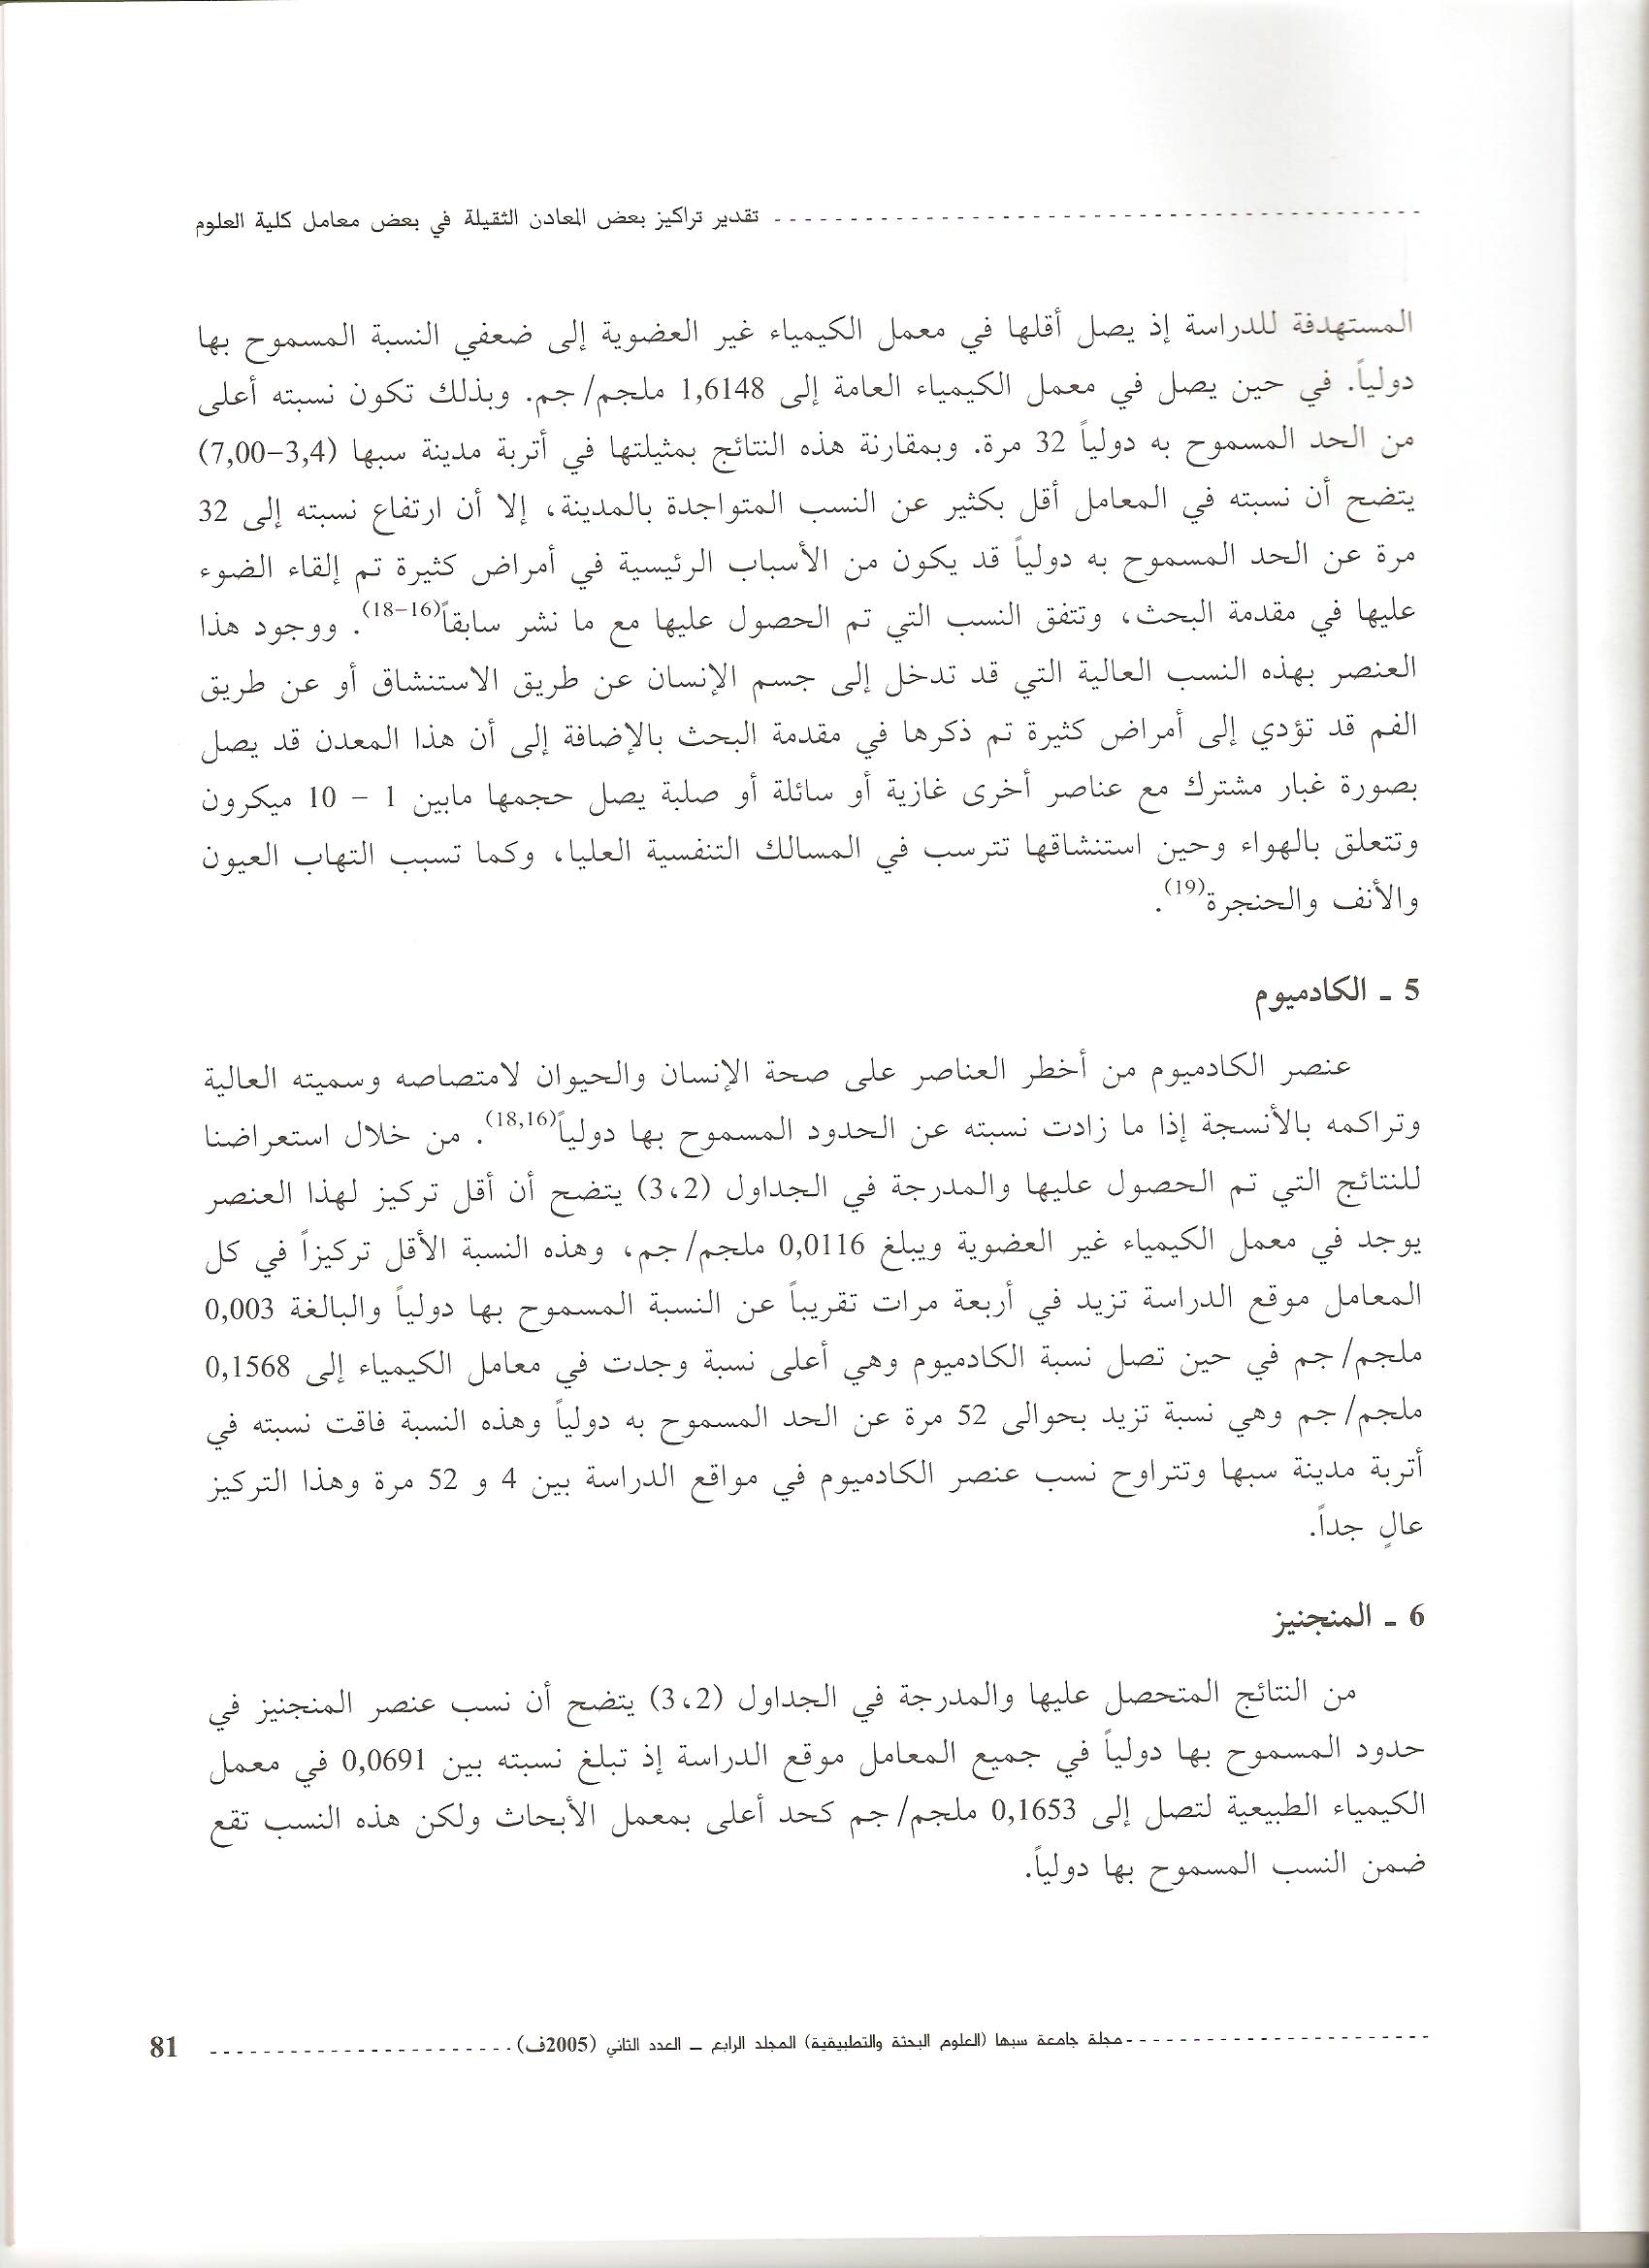 تقدير تراكيز بعض المعادن الثقيلة في بعض معامل كلية العلوم
المستهدفة للدراسة إذ يصل أقلها في معمل الكيمياء غير العضوية إلى ضعفي النسبة المسموح بها
دولياً. في حين يصل في معمل الكيمياء العامة إلى 1,6148 ملجم/جم. وبذلك تكون نسبته أعلى
من الحد المسموح به دولياً 32 مرة. وبمقارنة هذه النتائج بمثيلتها في أتربة مدينة سبها (3,4-7,00)
يتضح أن نسبته في المعامل أقل بكثير عن النسب المتواجدة بالمدينة، إلا أن ارتفاع نسبته إلى 32
مرة عن الحد المسموح به دولياً قد يكون من الأسباب الرئيسية في أمراض كثيرة تم إلقاء الضوء
عليها في مقدمة البحث، وتتفق النسب التي تم الحصول عليها مع ما نشر سابقاً(16-18). ووجود هذا
العنصر بهذه النسب العالية التي قد تدخل إلى جسم الإنسان عن طريق الاستنشاق أو عن طريق
الفم قد تؤدي إلى أمراض كثيرة تم ذكرها في مقدمة البحث بالإضافة إلى أن هذا المعدن قد يصل
بصورة غبار مشترك مع عناصر أخرى غازية أو سائلة أو صلبة يصل حجمها مابين 1 - 10 ميكرون
وتتعلق بالهواء وحين استنشاقها تترسب في المسالك التنفسية العليا، وكما تسبب التهاب العيون
والأنف والحنجرة(19).
5 ـ الكادميوم
عنصر الكادميوم من أخطر العناصر على صحة الإنسان والحيوان لامتصاصه وسميته العالية
وتراكمه بالأنسجة إذا ما زادت نسبته عن الحدود المسموح بها دولياً(18,16). من خلال استعراضنا
للنتائج التي تم الحصول عليها والمدرجة في الجداول (3،2) يتضح أن أقل تركيز لهذا العنصر
يوجد في معمل الكيمياء غير العضوية ويبلغ 0,0116 ملجم/جم، وهذه النسبة الأقل تركيزاً في كل
المعامل موقع الدراسة تزيد في أربعة مرات تقريباً عن النسبة المسموح بها دولياً والبالغة 0,003
ملجم/جم في حين تصل نسبة الكادميوم وهي أعلى نسبة وجدت في معامل الكيمياء إلى 0,1568
ملجم/جم وهي نسبة تزيد بحوالى 52 مرة عن الحد المسموح به دولياً وهذه النسبة فاقت نسبته في
أتربة مدينة سبها وتتراوح نسب عنصر الكادميوم في مواقع الدراسة بين 4 و 52 مرة وهذا التركيز
عالٍ جداً.
6 ـ المنجنيز
من النتائج المتحصل عليها والمدرجة في الجداول (3،2) يتضح أن نسب عنصر المنجنيز في
حدود المسموح بها دولياً في جميع المعامل موقع الدراسة إذ تبلغ نسبته بين 0,0691 في معمل
الكيمياء الطبيعية لتصل إلى 0,1653 ملجم/جم كحد أعلى بمعمل الأبحاث ولكن هذه النسب تقع
ضمن النسب المسموح بها دولياً.
مجلة جامعة سبها (العلوم البحثة والتطبيقية) المجلد الرابع ـ العدد الثاني (2005ف) 81